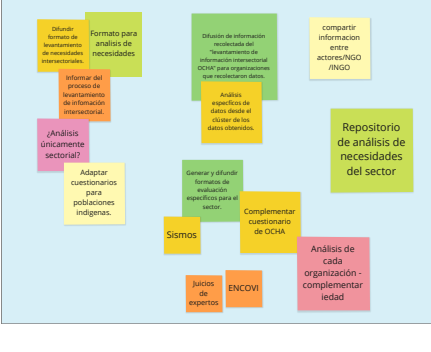 Difundir
formato de
levantamiento
de necesidades
intersectoriales.
Formato para
analisis de
necesidades
Informar del
proceso de
levantamiento
de infomación
intersectorial.
¿Análisis
únicamente
sectorial?
Adaptar
cuestionarios
para
poblaciones
indigenas.
Difusión de información
recolectada del
"levantamiento de
información intersectorial
OCHA" para organizaciones
que recolectaron datos.
Análisis
específicos de
datos desde el
clúster de los
datos obtenidos.
compartir
informacion
entre
actores/NGO
/INGO
Repositorio
de análisis de
necesidades
del sector
Generar y difundir
formatos de
evaluación
específicos para el
sector.
Complementar
cuestionario
de OCHA
Sismos
Análisis de
cada
organización -
complementar
iedad
Juicios
de
expertos
ENCOVI